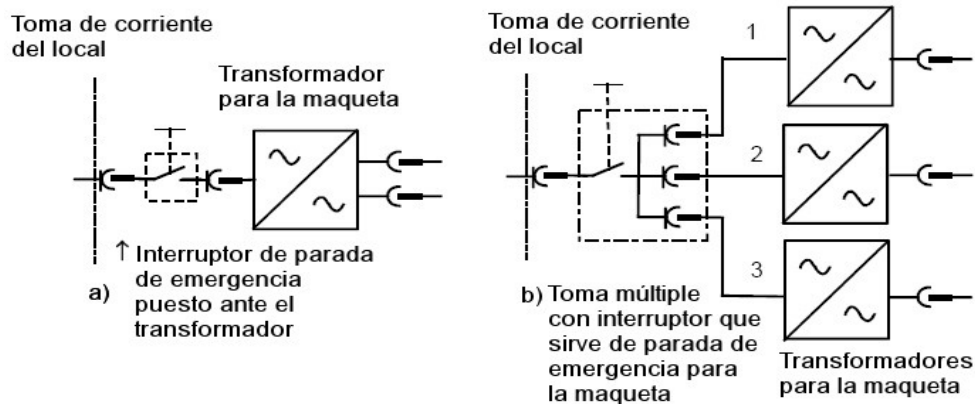 Toma de corriente
del local
Transformador
para la maqueta
↑ Interruptor de parada
de emergencia
a) puesto ante el
transformador
Toma de corriente
del local
1
2
3
b) Toma múltiple
con interruptor que
sirve de parada de
emergencia para
la maqueta
Transformadores
para la maqueta